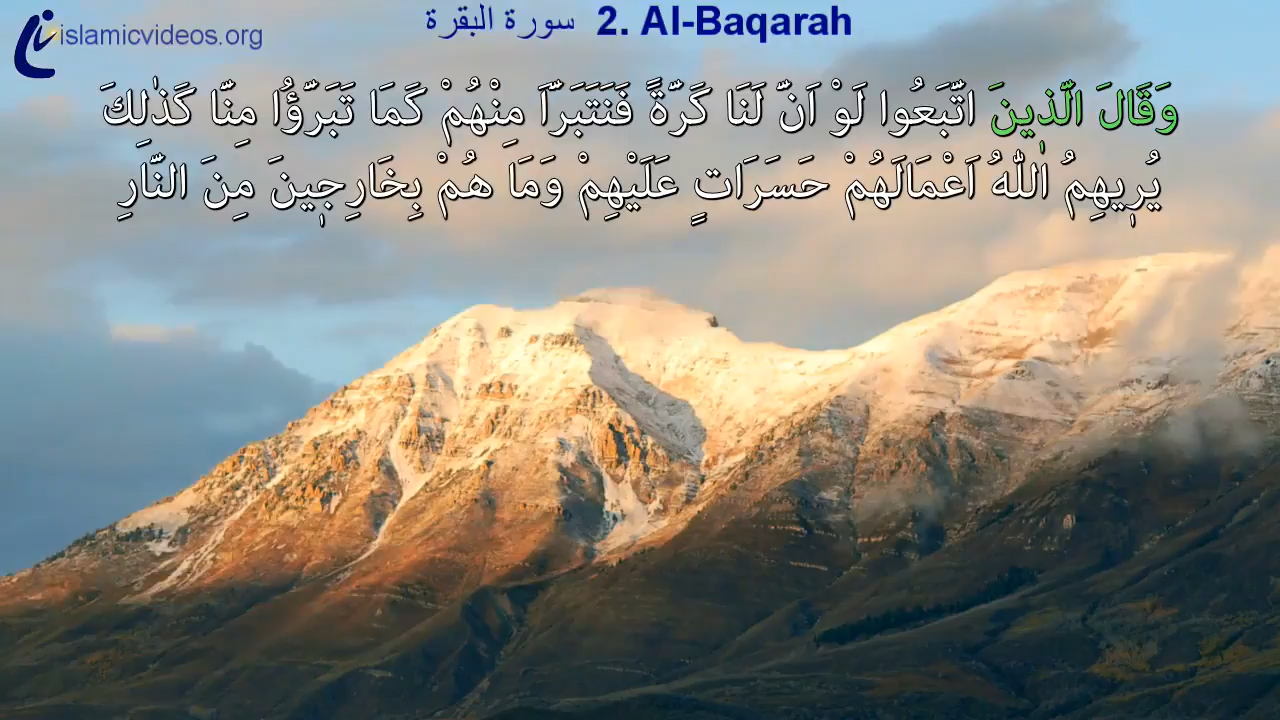 islamicvideos.org
سورة البقرة 2. Al-Baqarah
وَقَالَ الَّذٖينَ اتَّبَعُوا لَوْ اَنَّ لَنَا كَرَّةً فَنَتَبَرَّاَ مِنْهُمْ كَمَا تَبَرَّؤُا مِنَّا كَذٰلِكَ
يُرٖيهِمُ اللّٰهُ اَعْمَالَهُمْ حَسَرَاتٍ عَلَيْهِمْ وَمَا هُمْ بِخَارِجٖينَ مِنَ النَّارِ